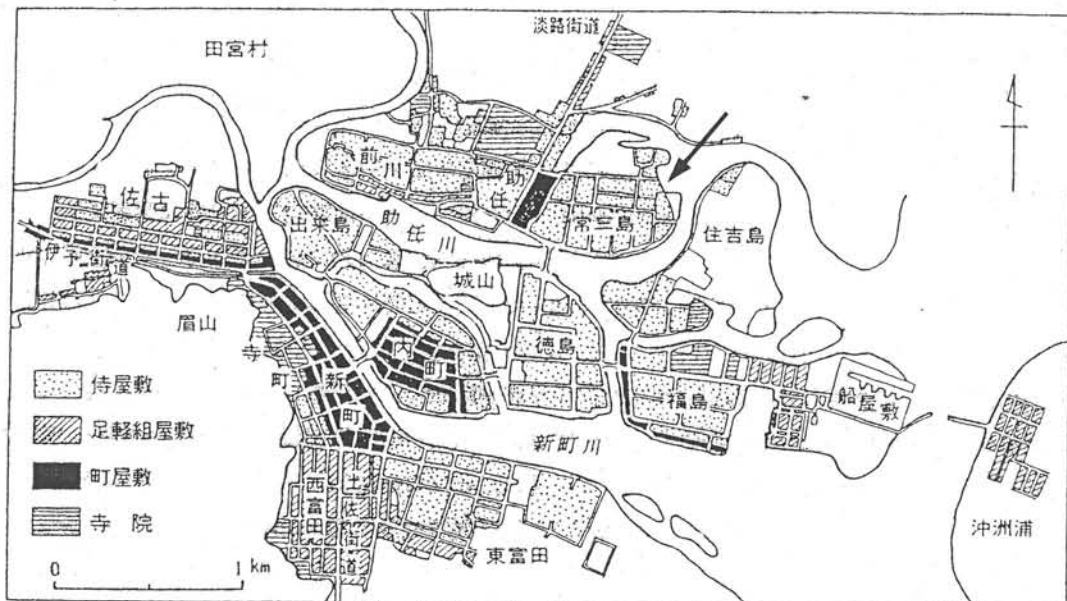 淡路街道
田宮村
前川
助任
佐古
出来島
助任川
常三島
住吉島
伊予街道
城山
眉山
寺町
内町
徳島
新町
福島
船屋敷
新町川
侍屋敷
足軽組屋敷
町屋敷
寺院
西富田
土佐街道
東富田
沖洲浦
0 1 km